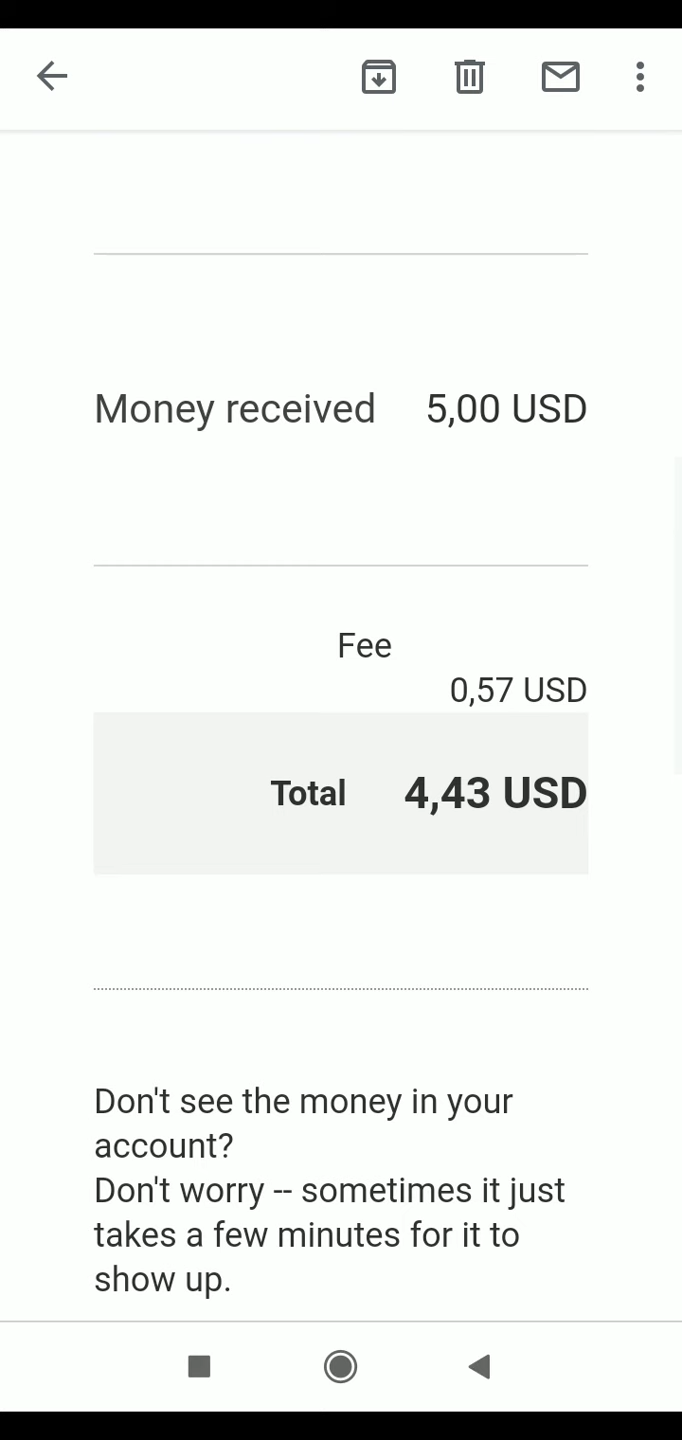 Money received 5,00 USD
Fee
0,57 USD
Total 4,43 USD
Don't see the money in your
account?
Don't worry -- sometimes it just
takes a few minutes for it to
show up.